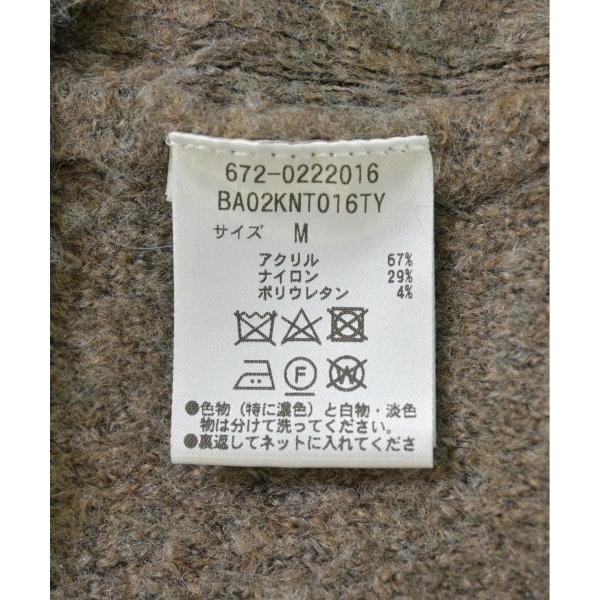 672-0222016
BA02KNT016TY
サイズ M
アクリル 67%
ナイロン 29%
ポリウレタン 4%
F W
●色物（特に濃色）と白物・淡色
物は分けて洗ってください。
●裏返してネットに入れてくださ